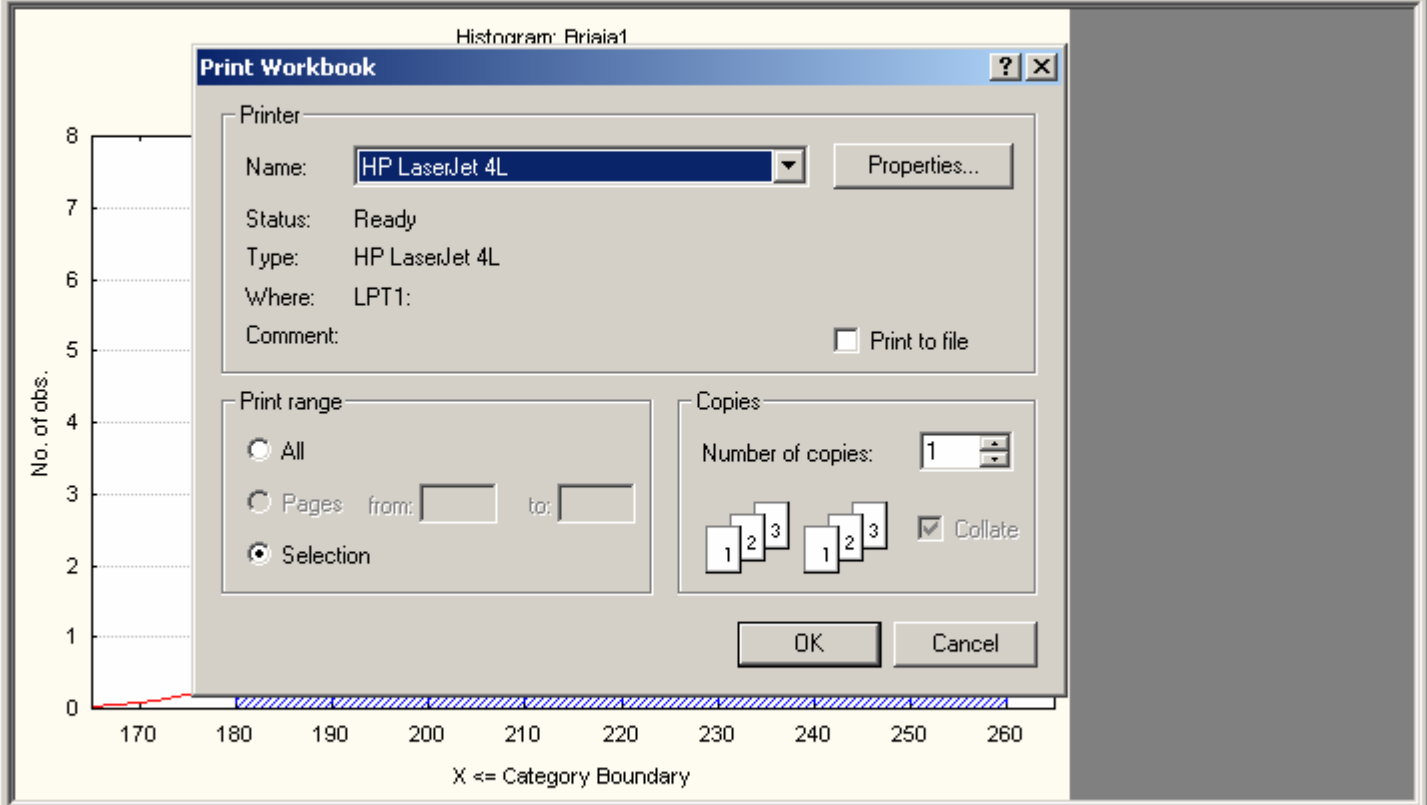 Histogram: Briaia1
Print Workbook
Printer
Name: HP LaserJet 4L Properties...
Status: Ready
Type: HP LaserJet 4L
Where: LPT1:
Comment:
Print to file
Print range
All
Pages from: to:
Selection
Copies
Number of copies: 1
1 2 3 1 2 3
Collate
OK Cancel
No. of obs.
8
7
6
5
4
3
2
1
0
170 180 190 200 210 220 230 240 250 260
X <= Category Boundary